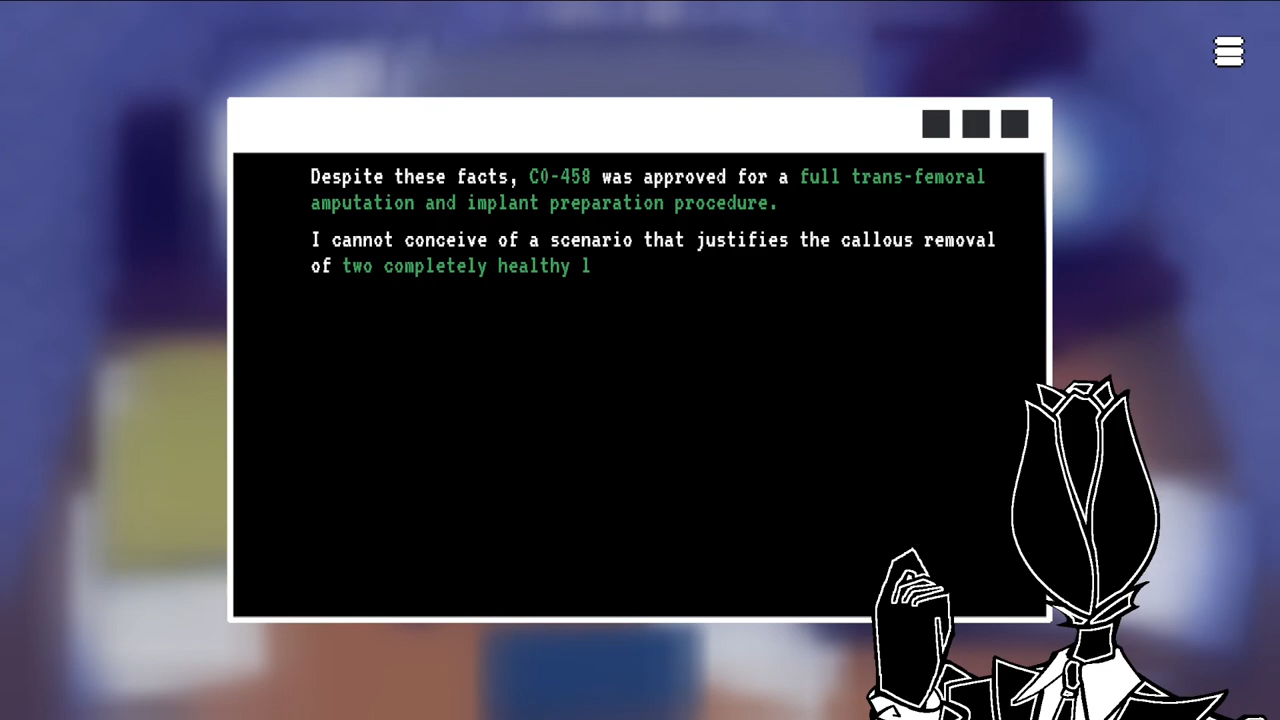 Despite these facts, C0-458 was approved for a full trans-femoral
amputation and implant preparation procedure.
I cannot conceive of a scenario that justifies the callous removal
of two completely healthy l